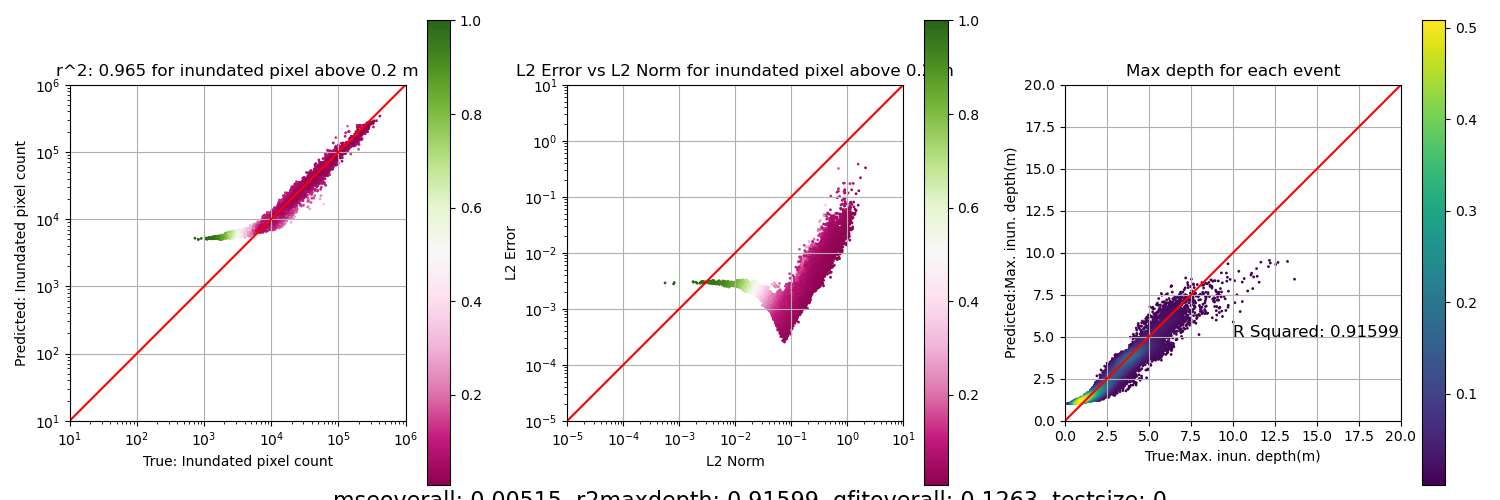 r^2: 0.965 for inundated pixel above 0.2 m
Predicted: Inundated pixel count
10^6
10^5
10^4
10^3
10^2
10^1
10^1 10^2 10^3 10^4 10^5 10^6
True: Inundated pixel count
1.0
0.8
0.6
0.4
0.2
L2 Error vs L2 Norm for inundated pixel above
L2 Error
10^1
10^0
10^-1
10^-2
10^-3
10^-4
10^-5
10^-5 10^-4 10^-3 10^-2 10^-1 10^0 10^1
L2 Norm
1.0
0.8
0.6
0.4
0.2
Max depth for each event
Predicted:Max. inun. depth(m)
20.0
17.5
15.0
12.5
10.0
7.5
5.0
2.5
0.0
R Squared: 0.91599
0.0 2.5 5.0 7.5 10.0 12.5 15.0 17.5 20.0
True:Max. inun. depth(m)
0.5
0.4
0.3
0.2
0.1
mseoverall: 0.00515, r2maxdepth: 0.91599, gfitoverall: 0.1263, testsize: 0